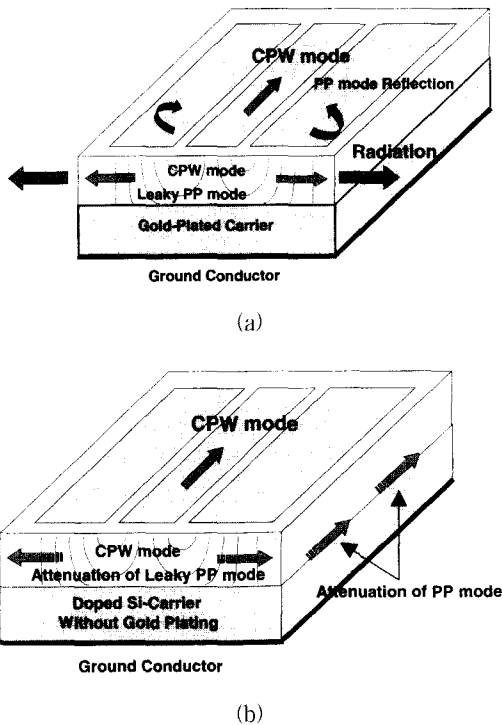 CPW mode
PP mode Reflection
Radiation
CPW mode
Leaky PP mode
Gold-Plated Carrier
Ground Conductor
(a)
CPW mode
CPW mode
Attenuation of Leaky PP mode
Attenuation of PP mode
Doped Si-Carrier
Without Gold Plating
Ground Conductor
(b)